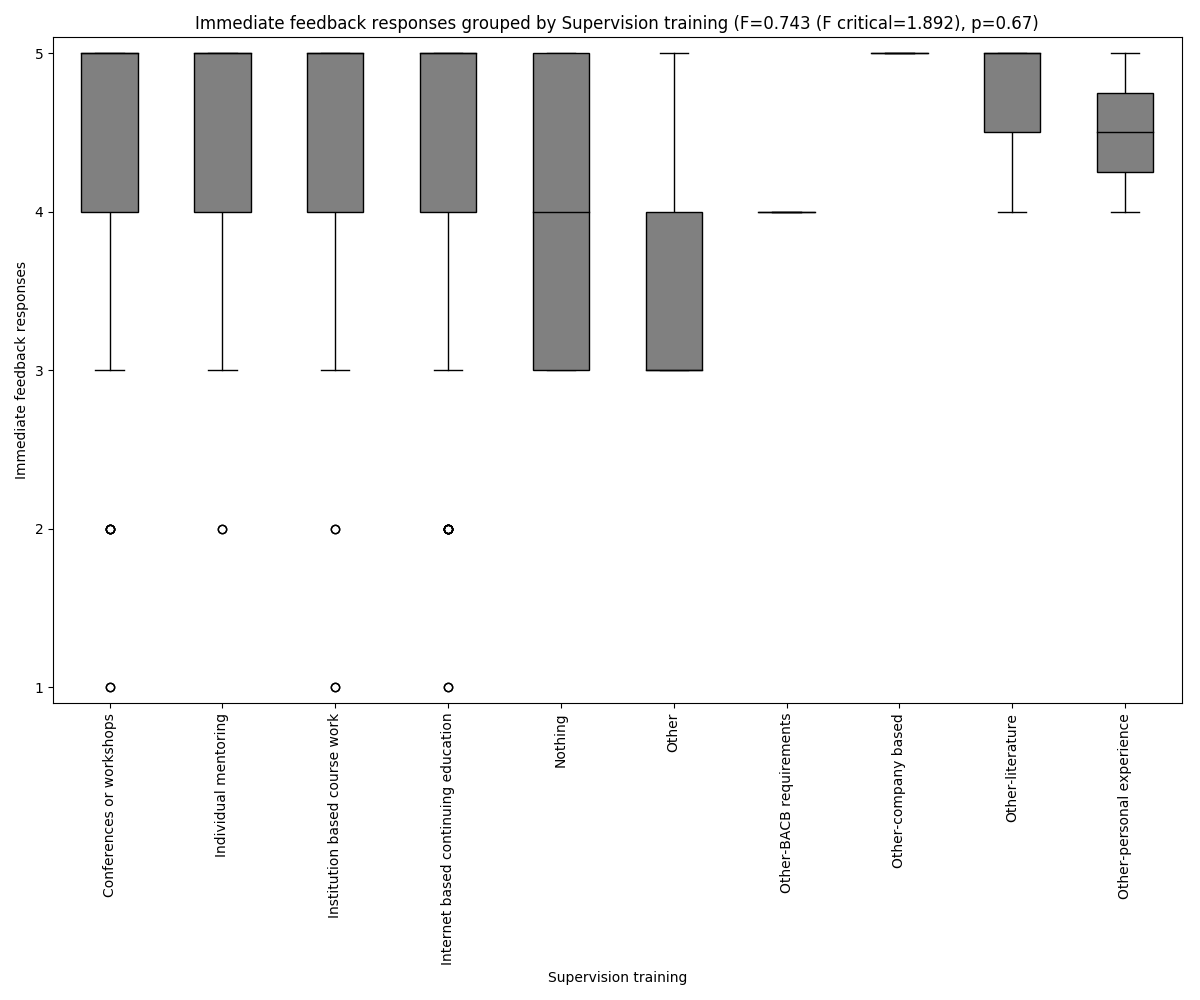 Immediate feedback responses grouped by Supervision training (F=0.743 (F critical=1.892), p=0.67)
Immediate feedback responses
5
4
3
2
1
Conferences or workshops
Individual mentoring
Institution based course work
Internet based continuing education
Nothing
Other
Other-BACB requirements
Other-company based
Other-literature
Other-personal experience
Supervision training